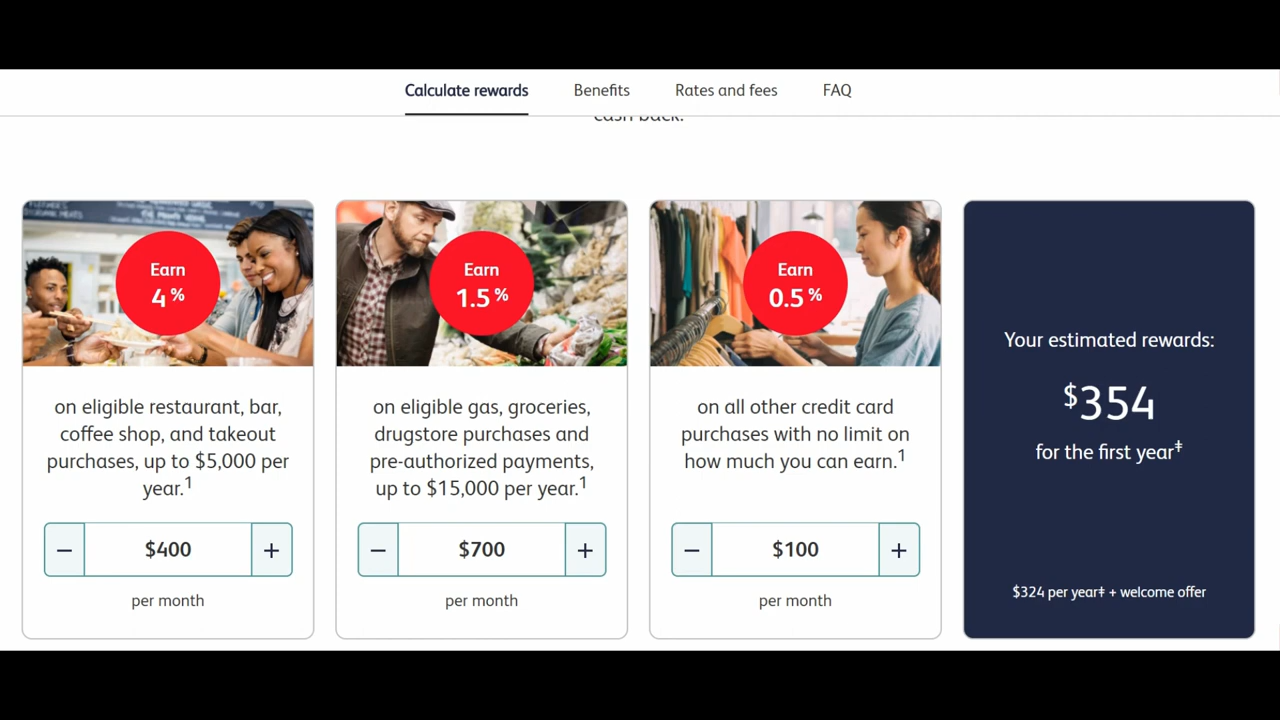 Calculate rewards Benefits Rates and fees FAQ
cash back.
Earn
4%
on eligible restaurant, bar,
coffee shop, and takeout
purchases, up to $5,000 per
year.1
− $400 +
per month
Earn
1.5%
on eligible gas, groceries,
drugstore purchases and
pre-authorized payments,
up to $15,000 per year.1
− $700 +
per month
Earn
0.5%
on all other credit card
purchases with no limit on
how much you can earn.1
− $100 +
per month
Your estimated rewards:
$354
for the first year‡
$324 per year‡ + welcome offer